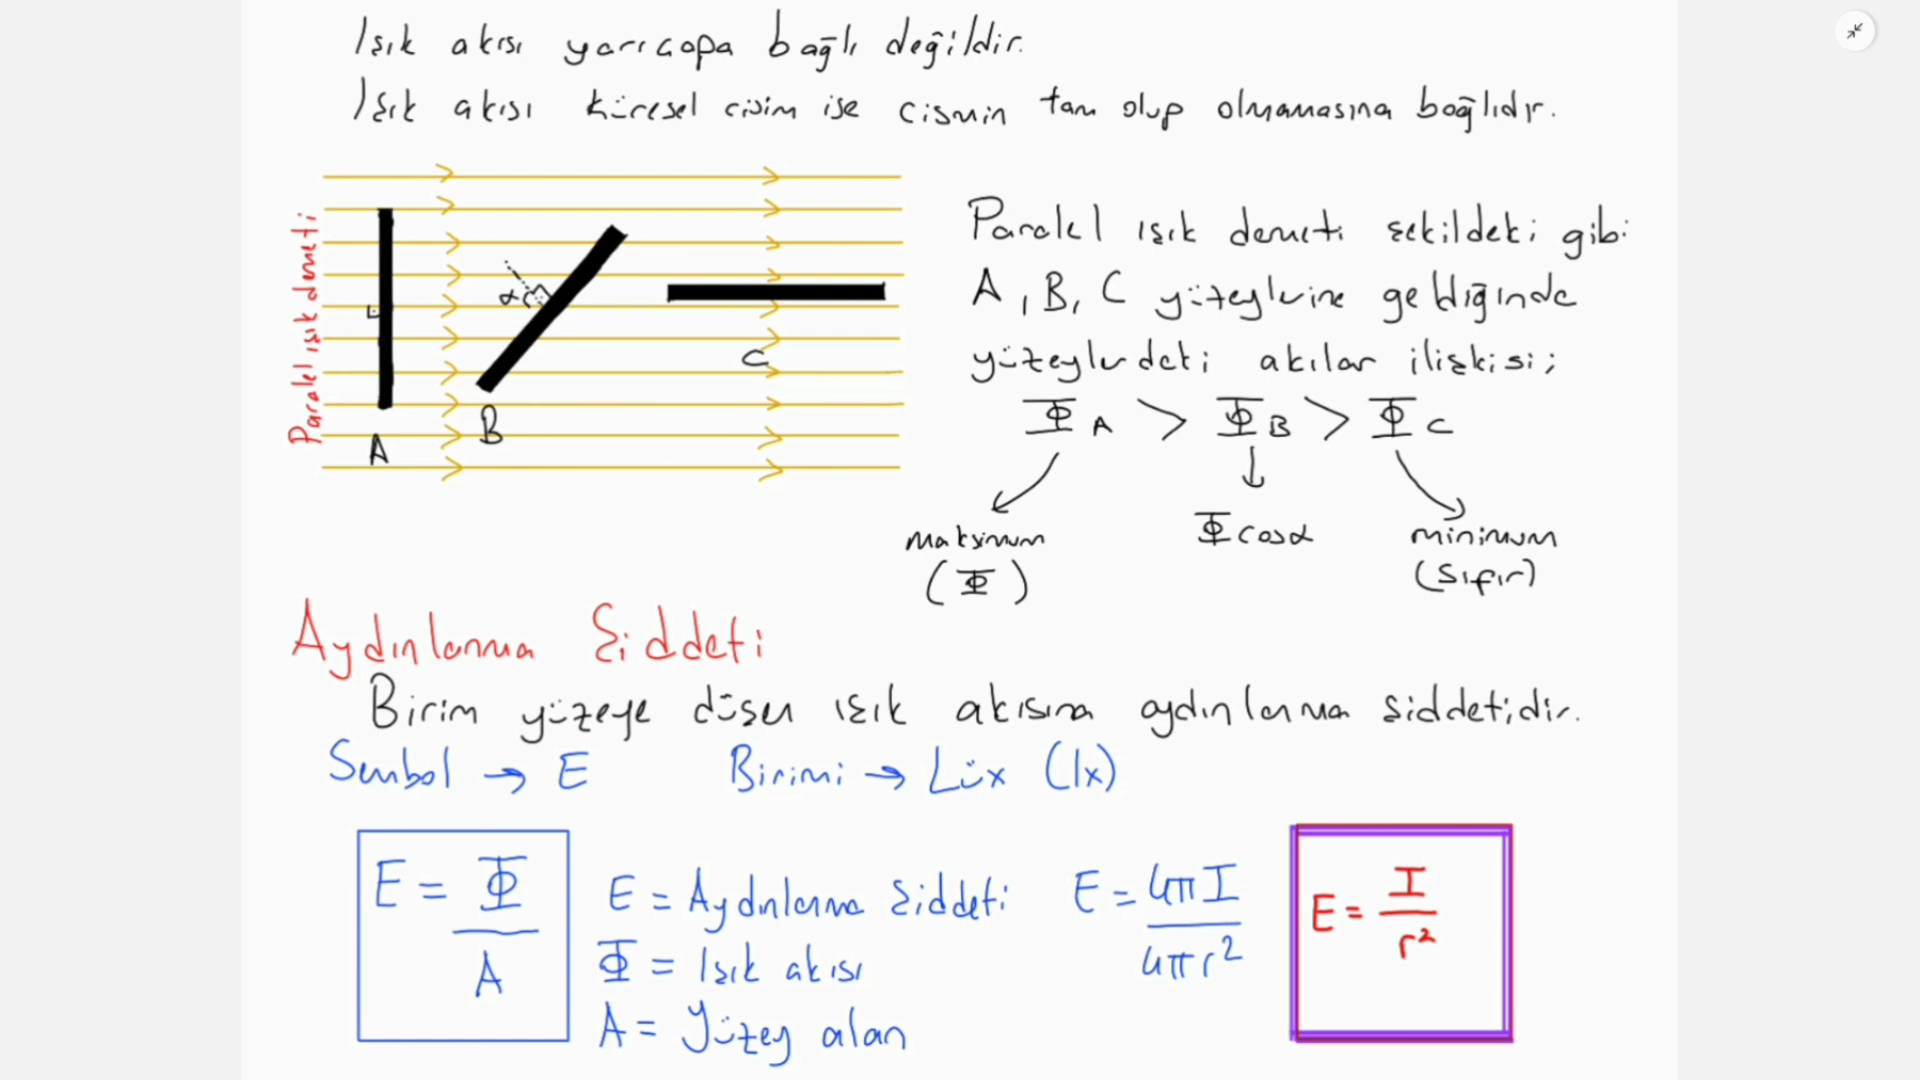 Işık akısı yarıçapa bağlı değildir.
Işık akısı küresel cisim ise cismin tam olup olmamasına bağlıdır.
Paralel ışık demeti
A
B
α
C
Paralel ışık demeti şekildeki gibi
A, B, C yüzeylerine geldiğinde
yüzeylerdeki akılar ilişkisi;
Φ A > Φ B > Φ C
maksimum
(Φ)
Φ cosα
minimum
(sıfır)
Aydınlanma Şiddeti
Birim yüzeye düşen ışık akısına aydınlanma şiddetidir.
Sembol → E Birimi → Lüx (lx)
E = Φ / A
E = Aydınlanma Şiddeti
Φ = Işık akısı
A = Yüzey alan
E = 4πI / 4πr²
E = I / r²